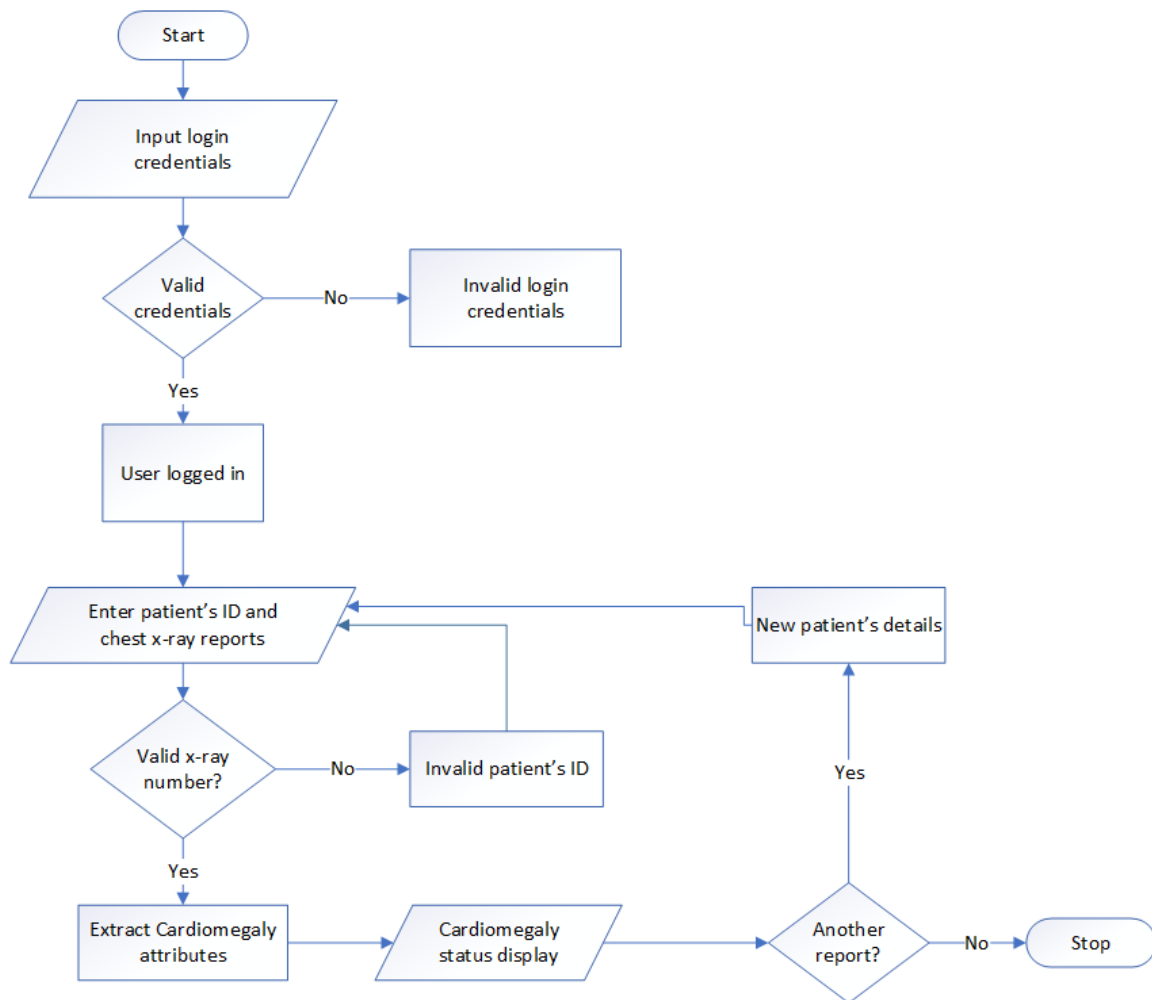 Start
Input login
credentials
Valid
credentials
No
Invalid login
credentials
Yes
User logged in
Enter patient’s ID and
chest x-ray reports
New patient’s details
Valid x-ray
number?
No
Invalid patient’s ID
Yes
Yes
Extract Cardiomegaly
attributes
Cardiomegaly
status display
Another
report?
No
Stop